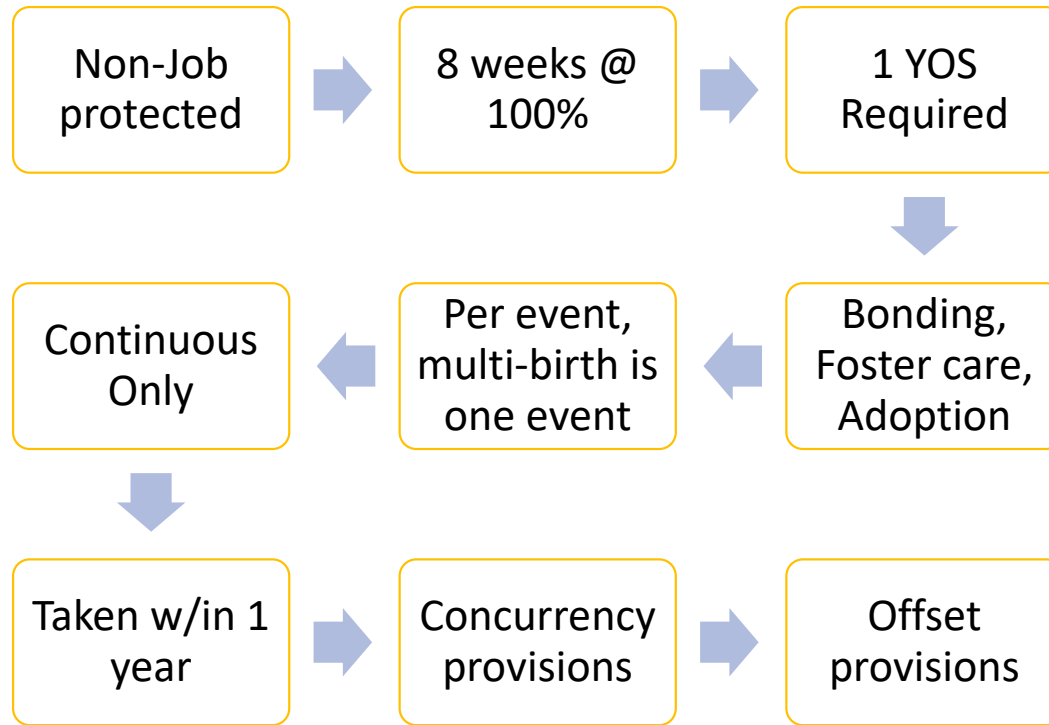 Non-Job
protected
8 weeks @
100%
1 YOS
Required
Bonding,
Foster care,
Adoption
Per event,
multi-birth is
one event
Continuous
Only
Taken w/in 1
year
Concurrency
provisions
Offset
provisions